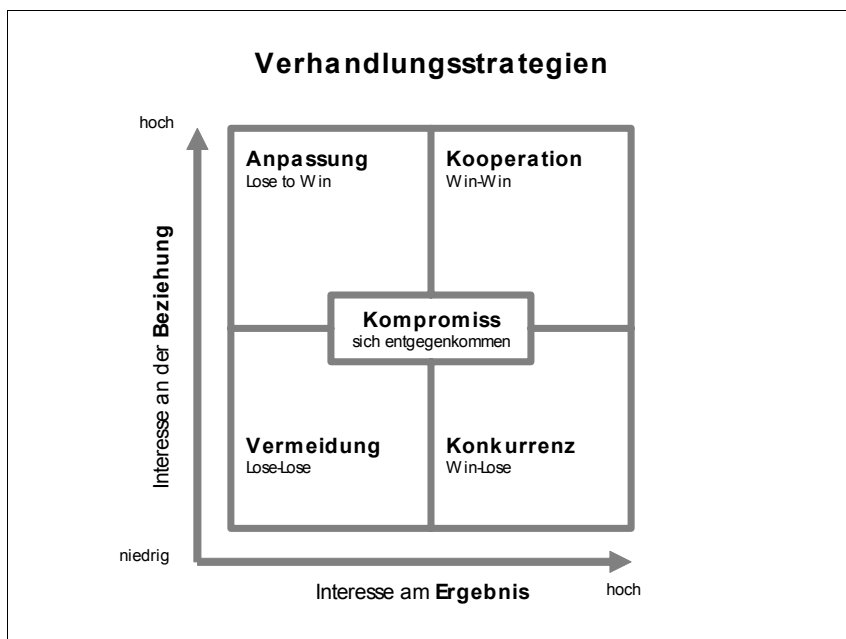 Verhandlungsstrategien
hoch
Anpassung
Lose to Win
Kooperation
Win-Win
Interesse an der Beziehung
Kompromiss
sich entgegenkommen
Vermeidung
Lose-Lose
Konkurrenz
Win-Lose
niedrig
Interesse am Ergebnis
hoch